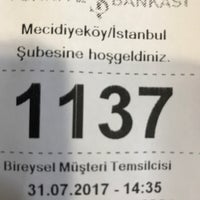 BANKASI
Mecidiyeköy/İstanbul
Şubesine hoşgeldiniz.
1137
Bireysel Müşteri Temsilcisi
31.07.2017 - 14:35